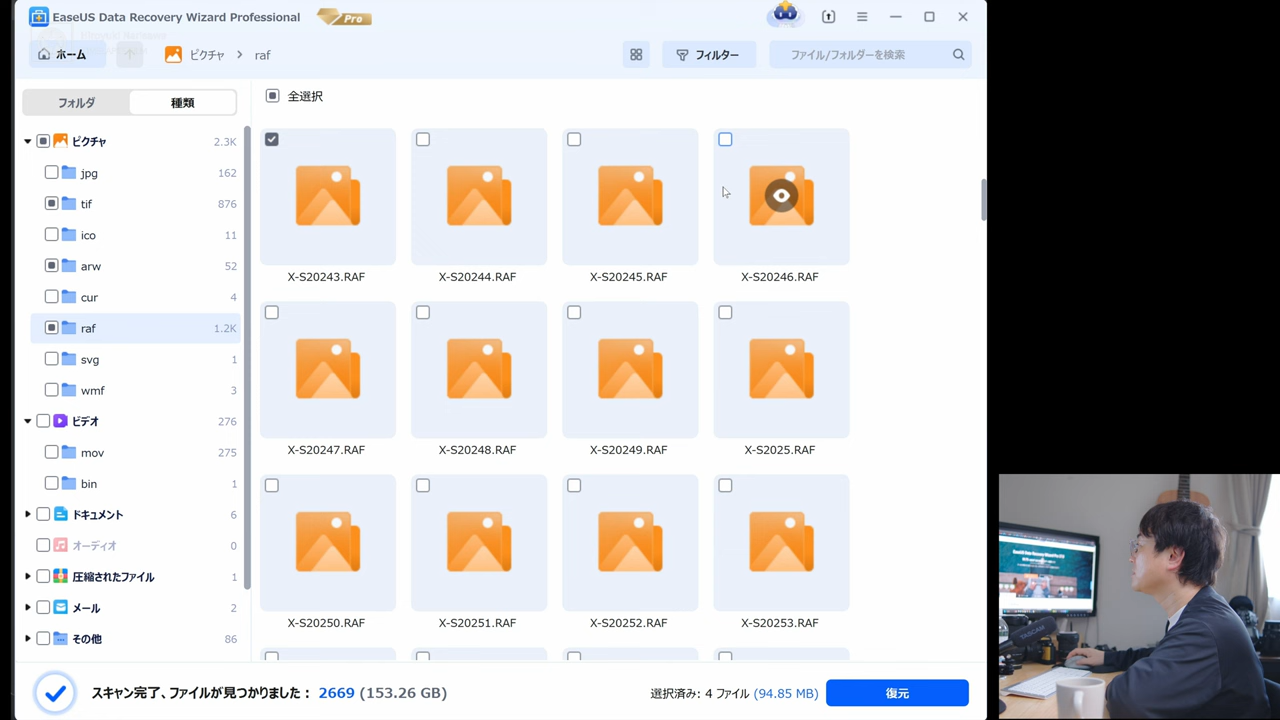 EaseUS Data Recovery Wizard Professional
Pro
ホーム
ピクチャ
raf
フィルター
ファイル/フォルダーを検索
フォルダ
種類
全選択
ピクチャ 2.3K
jpg 162
tif 876
ico 11
arw 52
cur 4
raf 1.2K
svg 1
wmf 3
ビデオ 276
mov 275
bin 1
ドキュメント 6
オーディオ 0
圧縮されたファイル 1
メール 2
その他 86
X-S20243.RAF
X-S20244.RAF
X-S20245.RAF
X-S20246.RAF
X-S20247.RAF
X-S20248.RAF
X-S20249.RAF
X-S2025.RAF
X-S20250.RAF
X-S20251.RAF
X-S20252.RAF
X-S20253.RAF
スキャン完了、ファイルが見つかりました： 2669 (153.26 GB)
選択済み: 4 ファイル (94.85 MB)
復元
TASCAM